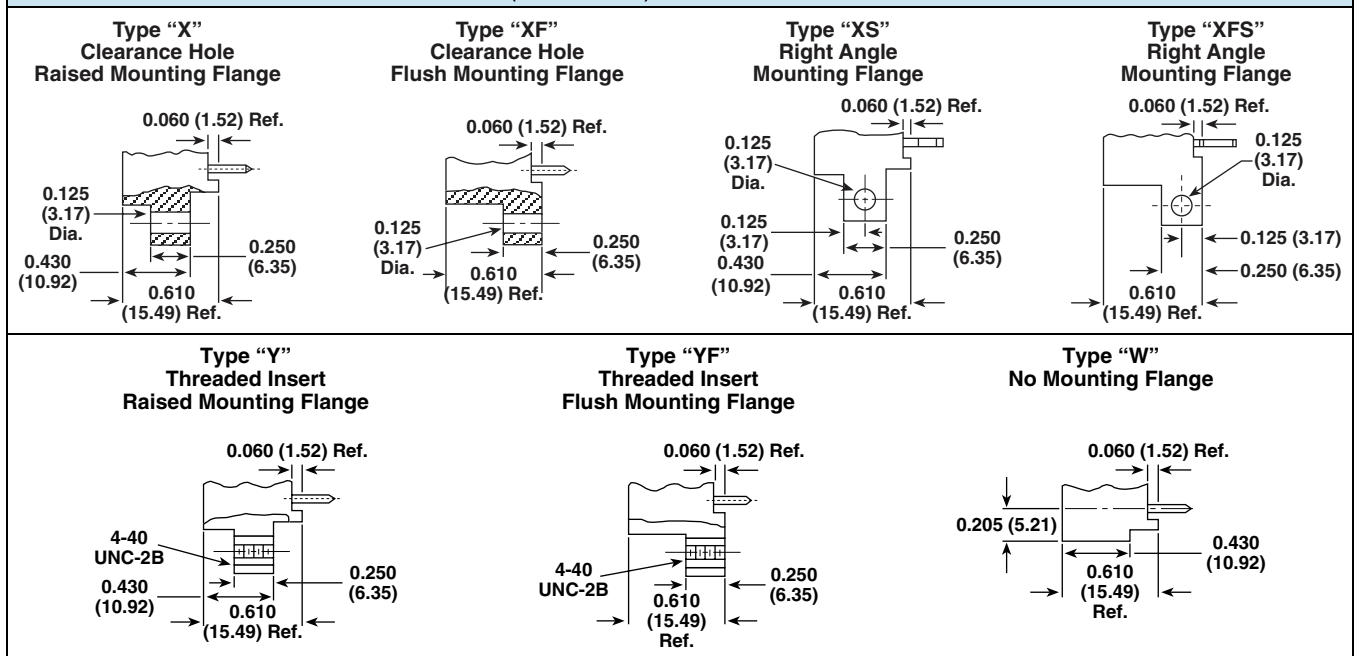 Type “X”
Clearance Hole
Raised Mounting Flange
0.060 (1.52) Ref.
0.125
(3.17)
Dia.
0.430
(10.92)
0.250
(6.35)
0.610
(15.49) Ref.
Type “XF”
Clearance Hole
Flush Mounting Flange
0.060 (1.52) Ref.
0.125
(3.17)
Dia.
0.250
(6.35)
0.610
(15.49) Ref.
Type “XS”
Right Angle
Mounting Flange
0.060 (1.52) Ref.
0.125
(3.17)
Dia.
0.125
(3.17)
0.430
(10.92)
0.250
(6.35)
0.610
(15.49) Ref.
Type “XFS”
Right Angle
Mounting Flange
0.060 (1.52) Ref.
0.125
(3.17)
Dia.
0.125 (3.17)
0.250 (6.35)
0.610
(15.49) Ref.
Type “Y”
Threaded Insert
Raised Mounting Flange
0.060 (1.52) Ref.
4-40
UNC-2B
0.430
(10.92)
0.250
(6.35)
0.610
(15.49) Ref.
Type “YF”
Threaded Insert
Flush Mounting Flange
0.060 (1.52) Ref.
4-40
UNC-2B
0.250
(6.35)
0.610
(15.49)
Ref.
Type “W”
No Mounting Flange
0.060 (1.52) Ref.
0.205 (5.21)
0.430
(10.92)
0.610
(15.49)
Ref.